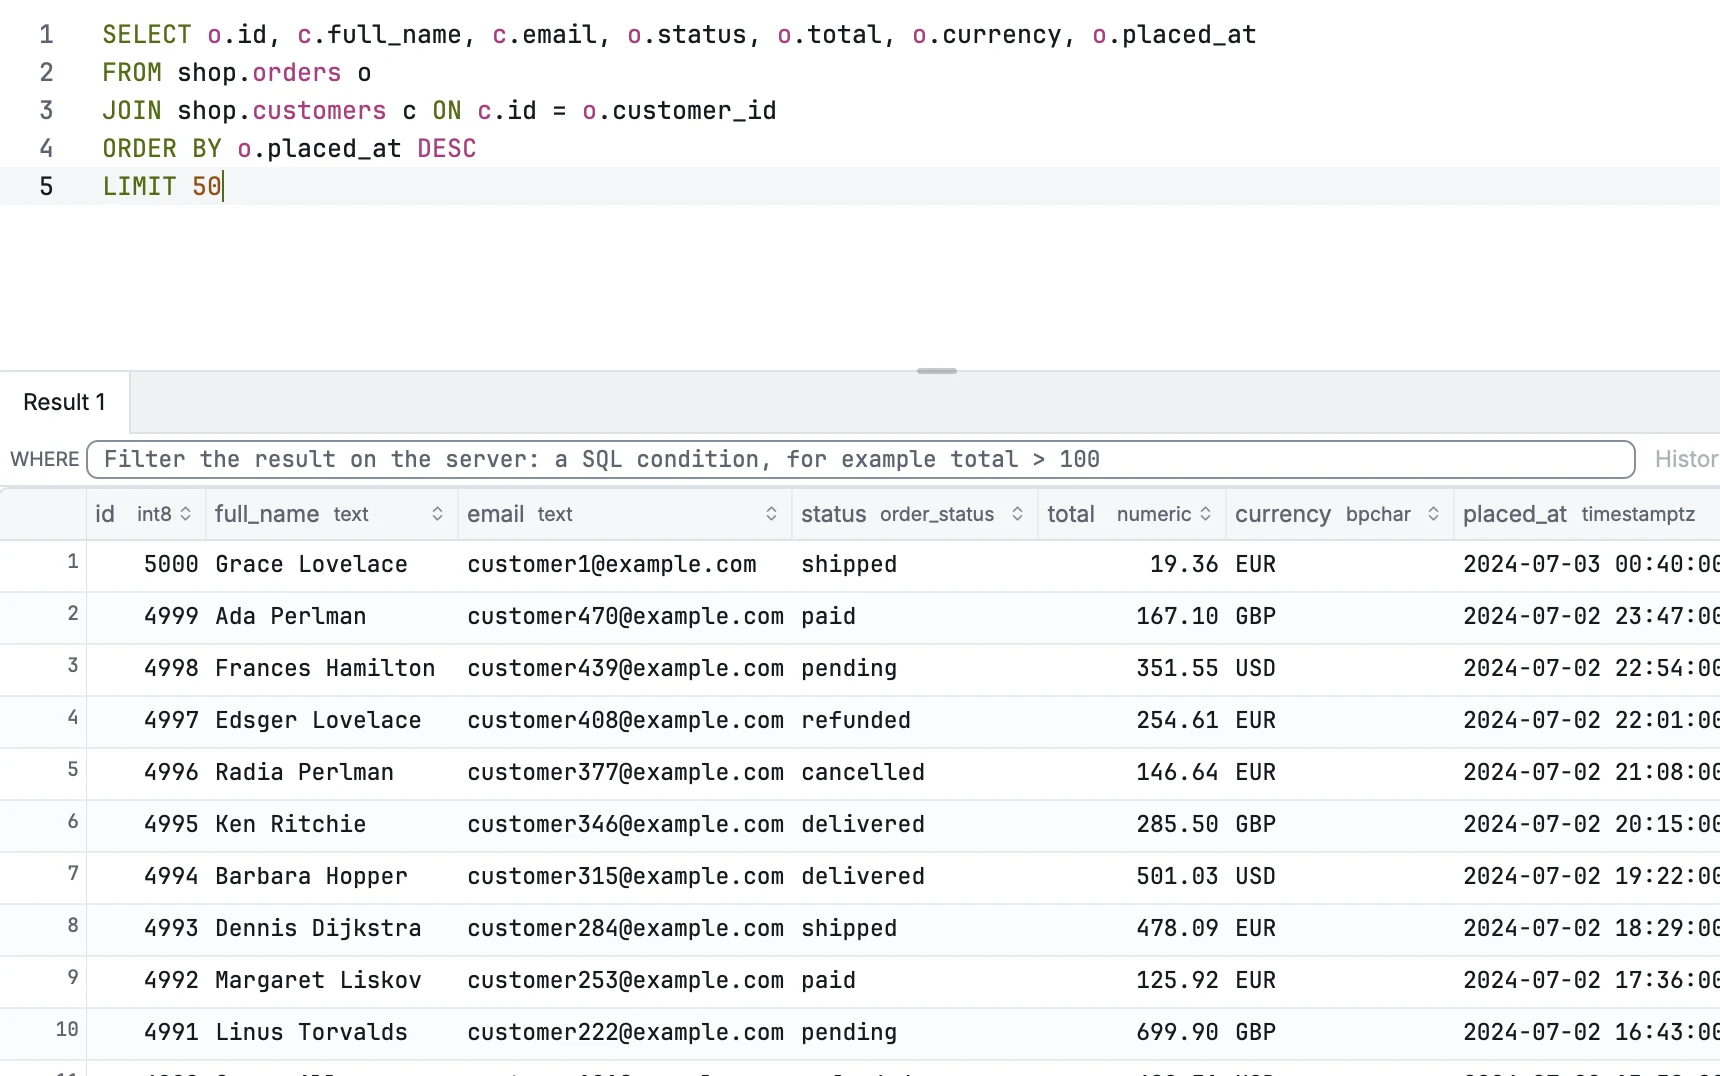 1 SELECT o.id, c.full_name, c.email, o.status, o.total, o.currency, o.placed_at
2 FROM shop.orders o
3 JOIN shop.customers c ON c.id = o.customer_id
4 ORDER BY o.placed_at DESC
5 LIMIT 50
Result 1
WHERE Filter the result on the server: a SQL condition, for example total > 100 Histor
id int8 full_name text email text status order_status total numeric currency bpchar placed_at timestamptz
1 5000 Grace Lovelace customer1@example.com shipped 19.36 EUR 2024-07-03 00:40:00
2 4999 Ada Perlman customer470@example.com paid 167.10 GBP 2024-07-02 23:47:00
3 4998 Frances Hamilton customer439@example.com pending 351.55 USD 2024-07-02 22:54:00
4 4997 Edsger Lovelace customer408@example.com refunded 254.61 EUR 2024-07-02 22:01:00
5 4996 Radia Perlman customer377@example.com cancelled 146.64 EUR 2024-07-02 21:08:00
6 4995 Ken Ritchie customer346@example.com delivered 285.50 GBP 2024-07-02 20:15:00
7 4994 Barbara Hopper customer315@example.com delivered 501.03 USD 2024-07-02 19:22:00
8 4993 Dennis Dijkstra customer284@example.com shipped 478.09 EUR 2024-07-02 18:29:00
9 4992 Margaret Liskov customer253@example.com paid 125.92 EUR 2024-07-02 17:36:00
10 4991 Linus Torvalds customer222@example.com pending 699.90 GBP 2024-07-02 16:43:00